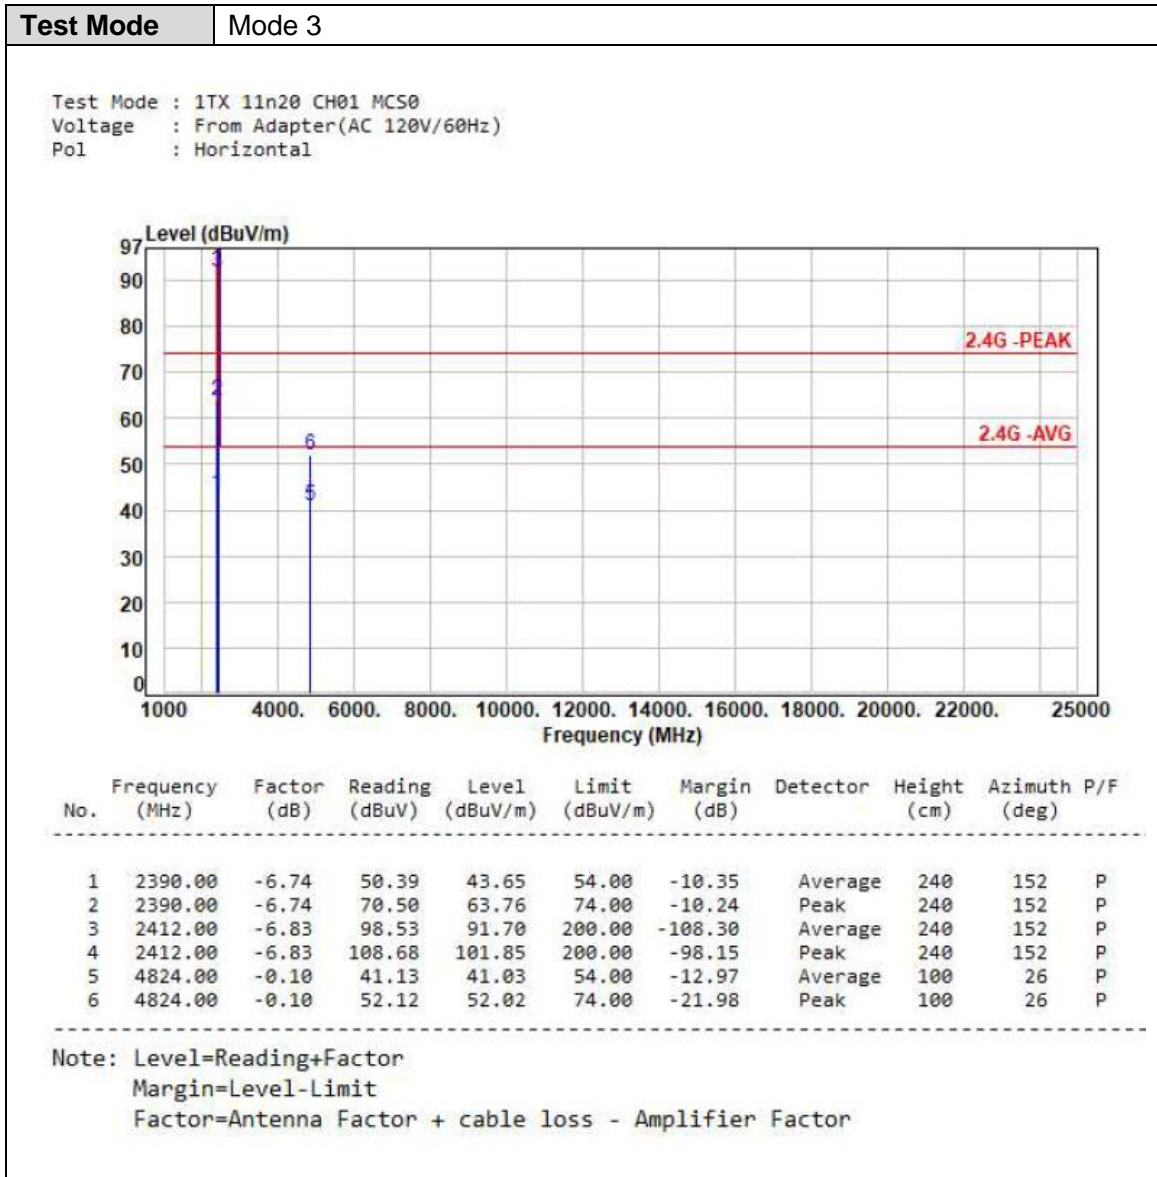 Test Mode Mode 3
Test Mode : 1TX 11n20 CH01 MCS0
Voltage : From Adapter(AC 120V/60Hz)
Pol : Horizontal
Level (dBuV/m)
97
90
80
70
60
50
40
30
20
10
0
3
2
6
5
2.4G -PEAK
2.4G -AVG
1000 4000. 6000. 8000. 10000. 12000. 14000. 16000. 18000. 20000. 22000. 25000
Frequency (MHz)
Frequency Factor Reading Level Limit Margin Detector Height Azimuth P/F
No. (MHz) (dB) (dBuV) (dBuV/m) (dBuV/m) (dB) (cm) (deg)
1 2390.00 -6.74 50.39 43.65 54.00 -10.35 Average 240 152 P
2 2390.00 -6.74 70.50 63.76 74.00 -10.24 Peak 240 152 P
3 2412.00 -6.83 98.53 91.70 200.00 -108.30 Average 240 152 P
4 2412.00 -6.83 108.68 101.85 200.00 -98.15 Peak 240 152 P
5 4824.00 -0.10 41.13 41.03 54.00 -12.97 Average 100 26 P
6 4824.00 -0.10 52.12 52.02 74.00 -21.98 Peak 100 26 P
Note: Level=Reading+Factor
Margin=Level-Limit
Factor=Antenna Factor + cable loss - Amplifier Factor